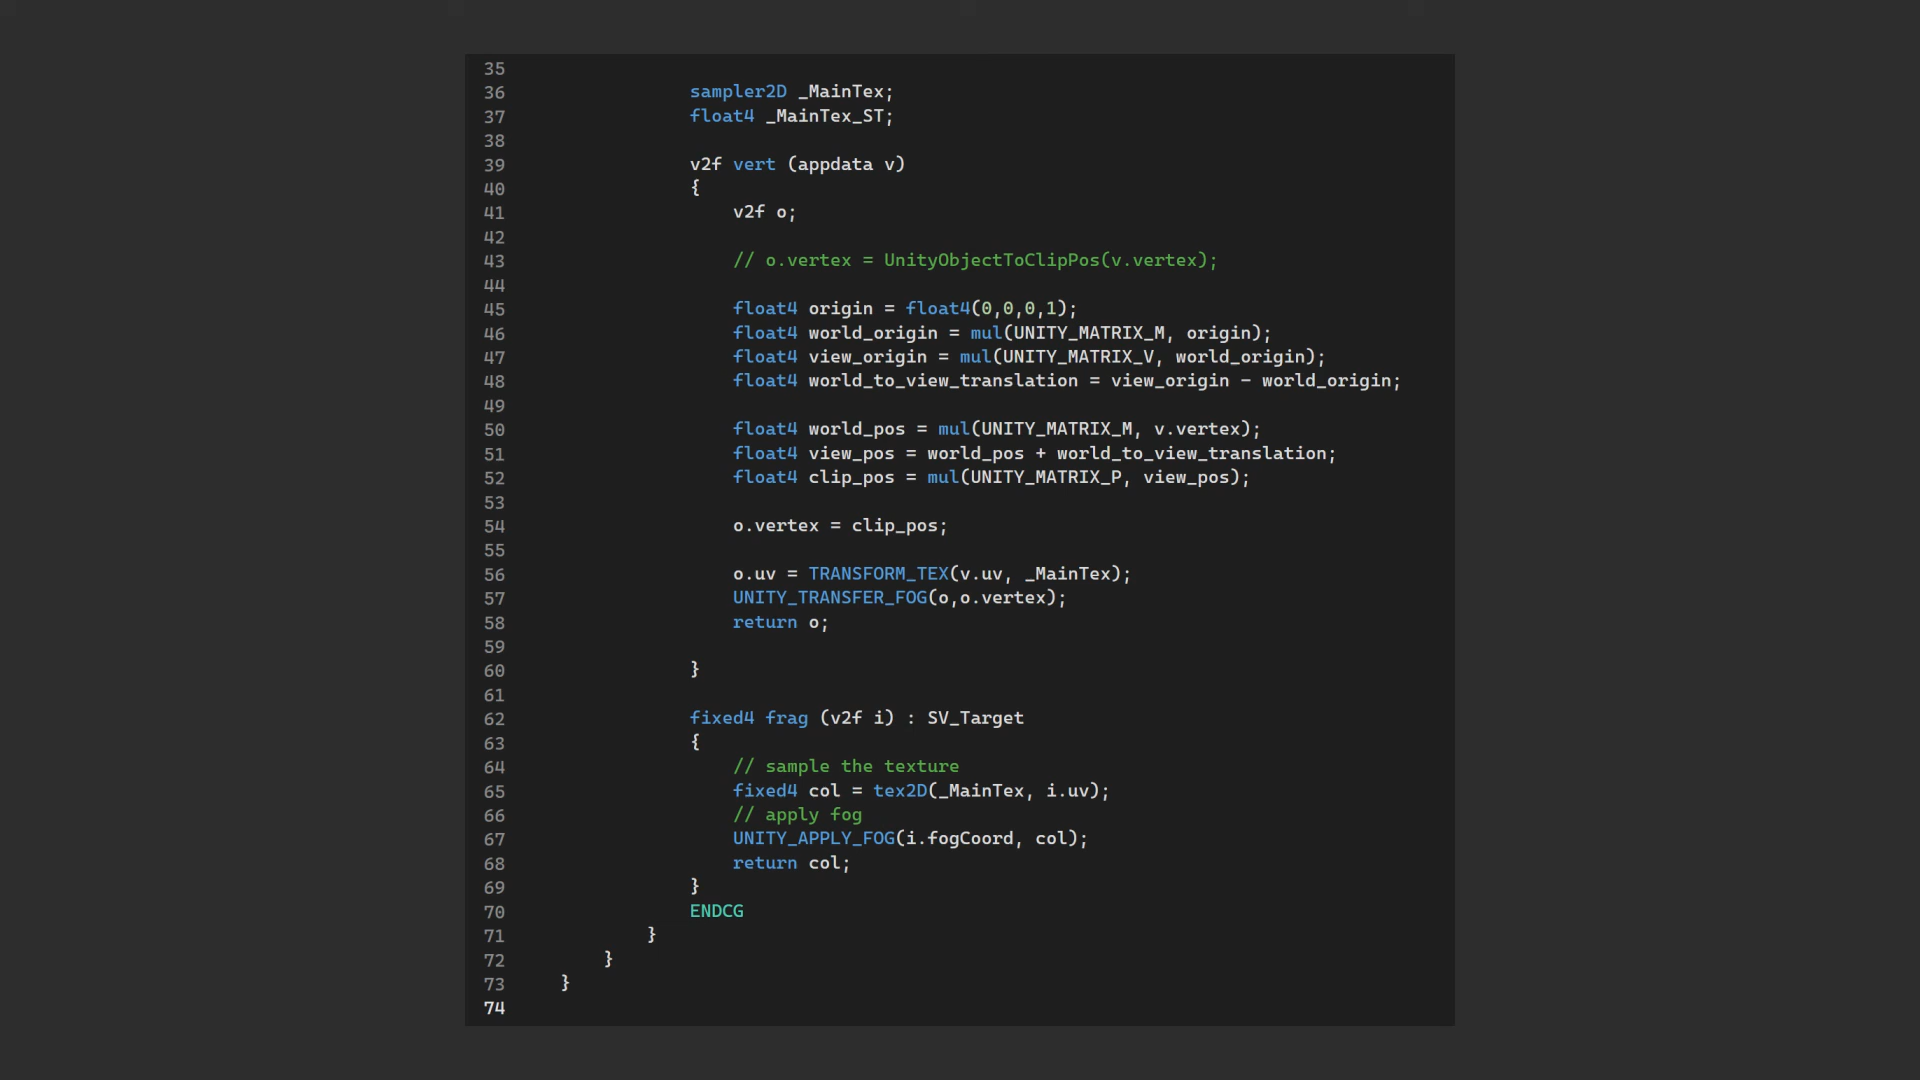 35
36 sampler2D _MainTex;
37 float4 _MainTex_ST;
38
39 v2f vert (appdata v)
40 {
41 v2f o;
42
43 // o.vertex = UnityObjectToClipPos(v.vertex);
44
45 float4 origin = float4(0,0,0,1);
46 float4 world_origin = mul(UNITY_MATRIX_M, origin);
47 float4 view_origin = mul(UNITY_MATRIX_V, world_origin);
48 float4 world_to_view_translation = view_origin - world_origin;
49
50 float4 world_pos = mul(UNITY_MATRIX_M, v.vertex);
51 float4 view_pos = world_pos + world_to_view_translation;
52 float4 clip_pos = mul(UNITY_MATRIX_P, view_pos);
53
54 o.vertex = clip_pos;
55
56 o.uv = TRANSFORM_TEX(v.uv, _MainTex);
57 UNITY_TRANSFER_FOG(o,o.vertex);
58 return o;
59
60 }
61
62 fixed4 frag (v2f i) : SV_Target
63 {
64 // sample the texture
65 fixed4 col = tex2D(_MainTex, i.uv);
66 // apply fog
67 UNITY_APPLY_FOG(i.fogCoord, col);
68 return col;
69 }
70 ENDCG
71 }
72 }
73 }
74